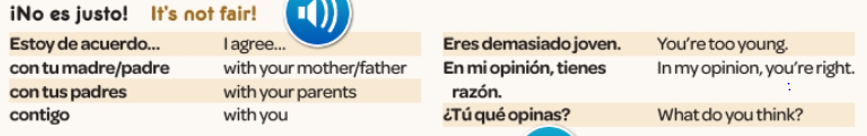 ¡No es justo! It's not fair!
Estoy de acuerdo... I agree...
con tu madre/padre with your mother/father
con tus padres with your parents
contigo with you
Eres demasiado joven. You're too young.
En mi opinión, tienes In my opinion, you're right.
razón.
¿Tú qué opinas? What do you think?